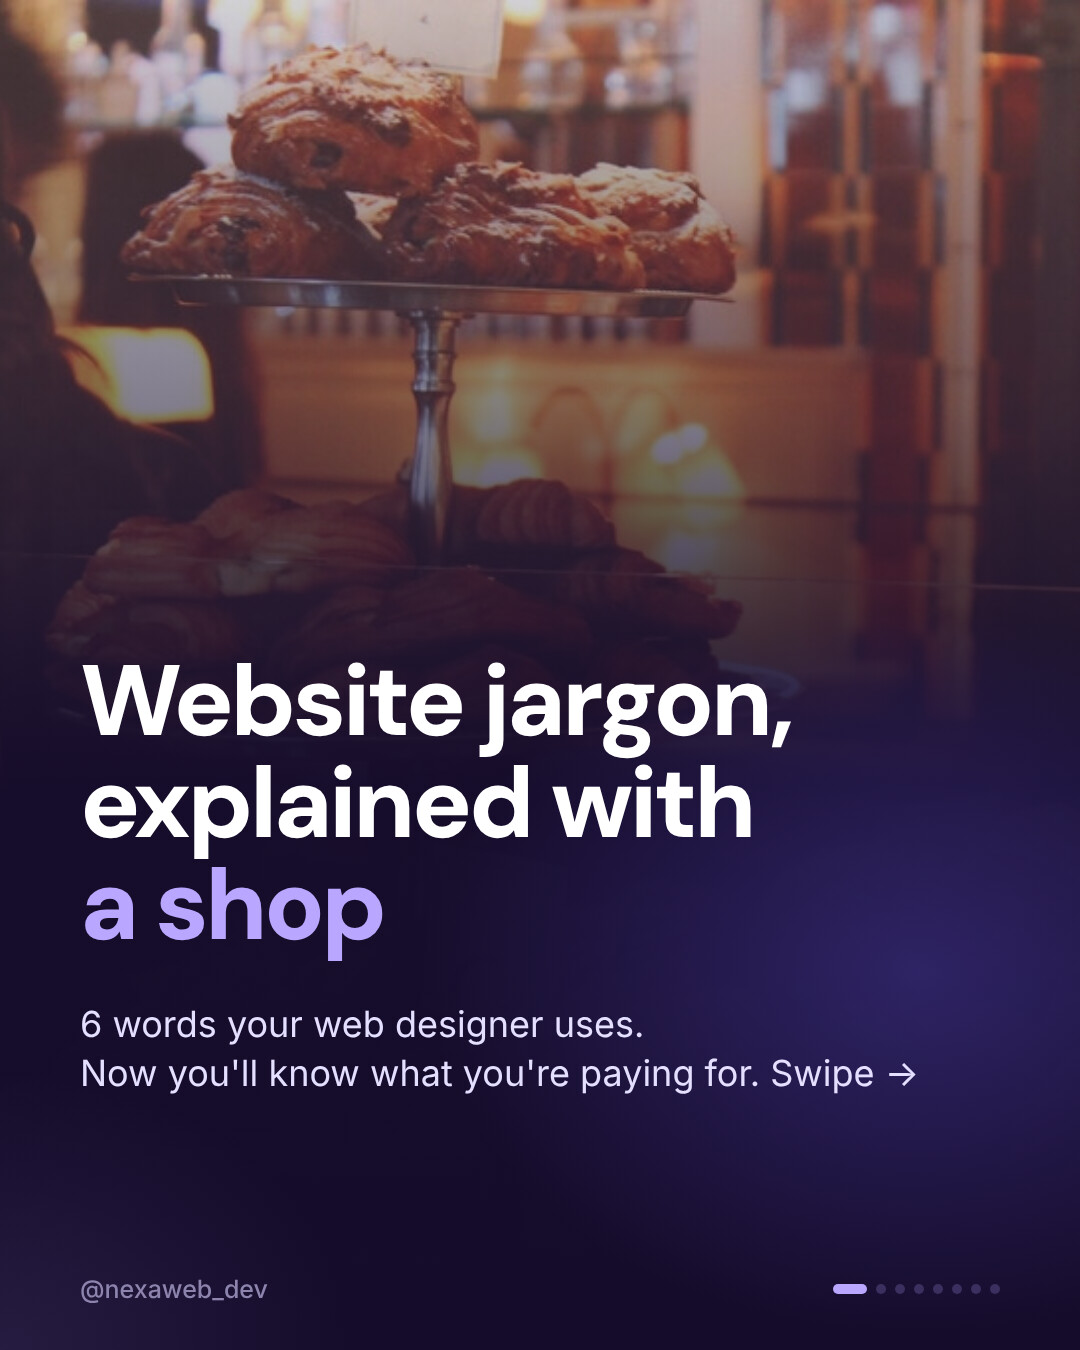 Website jargon,
explained with
a shop
6 words your web designer uses.
Now you'll know what you're paying for. Swipe →
@nexaweb_dev